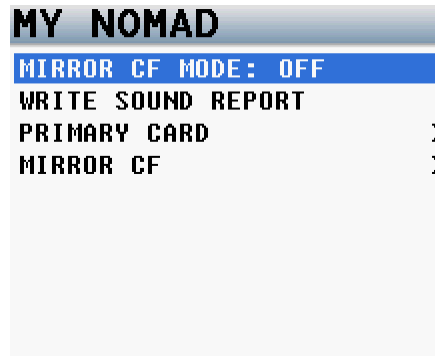 MY NOMAD
MIRROR CF MODE: OFF
WRITE SOUND REPORT
PRIMARY CARD
MIRROR CF